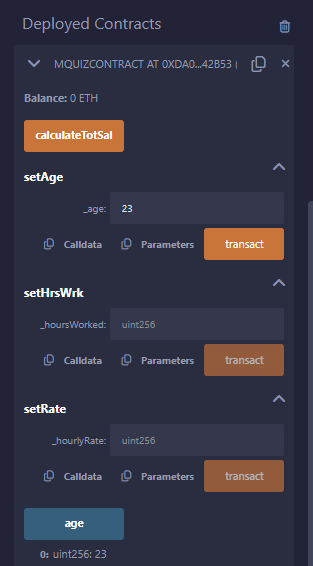 Deployed Contracts
MQUIZCONTRACT AT 0XDA0...42B53 (
Balance: 0 ETH
calculateTotSal
setAge
_age: 23
Calldata Parameters transact
setHrsWrk
_hoursWorked: uint256
Calldata Parameters transact
setRate
_hourlyRate: uint256
Calldata Parameters transact
age
0: uint256: 23